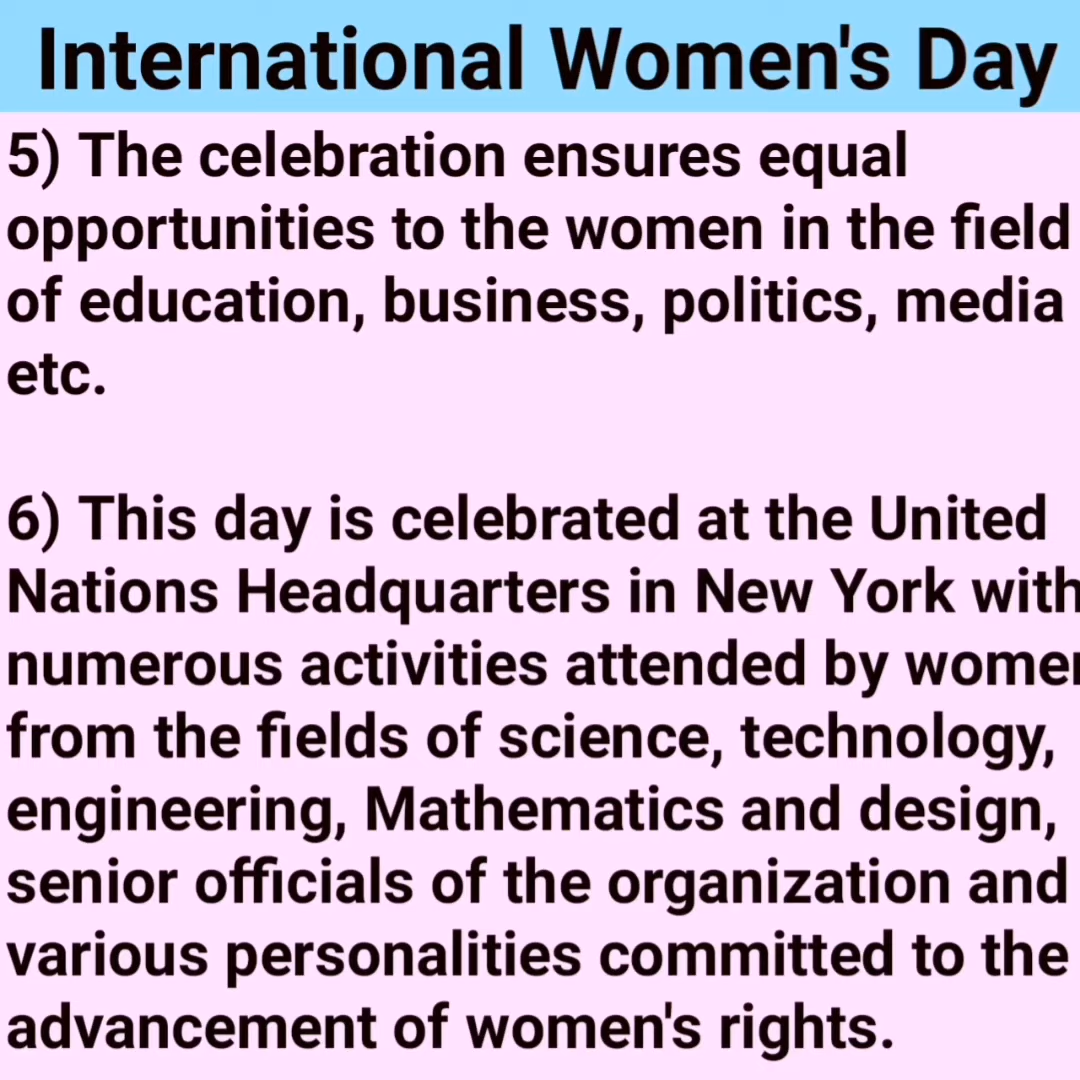 International Women's Day
5) The celebration ensures equal
opportunities to the women in the field
of education, business, politics, media
etc.
6) This day is celebrated at the United
Nations Headquarters in New York with
numerous activities attended by women
from the fields of science, technology,
engineering, Mathematics and design,
senior officials of the organization and
various personalities committed to the
advancement of women's rights.